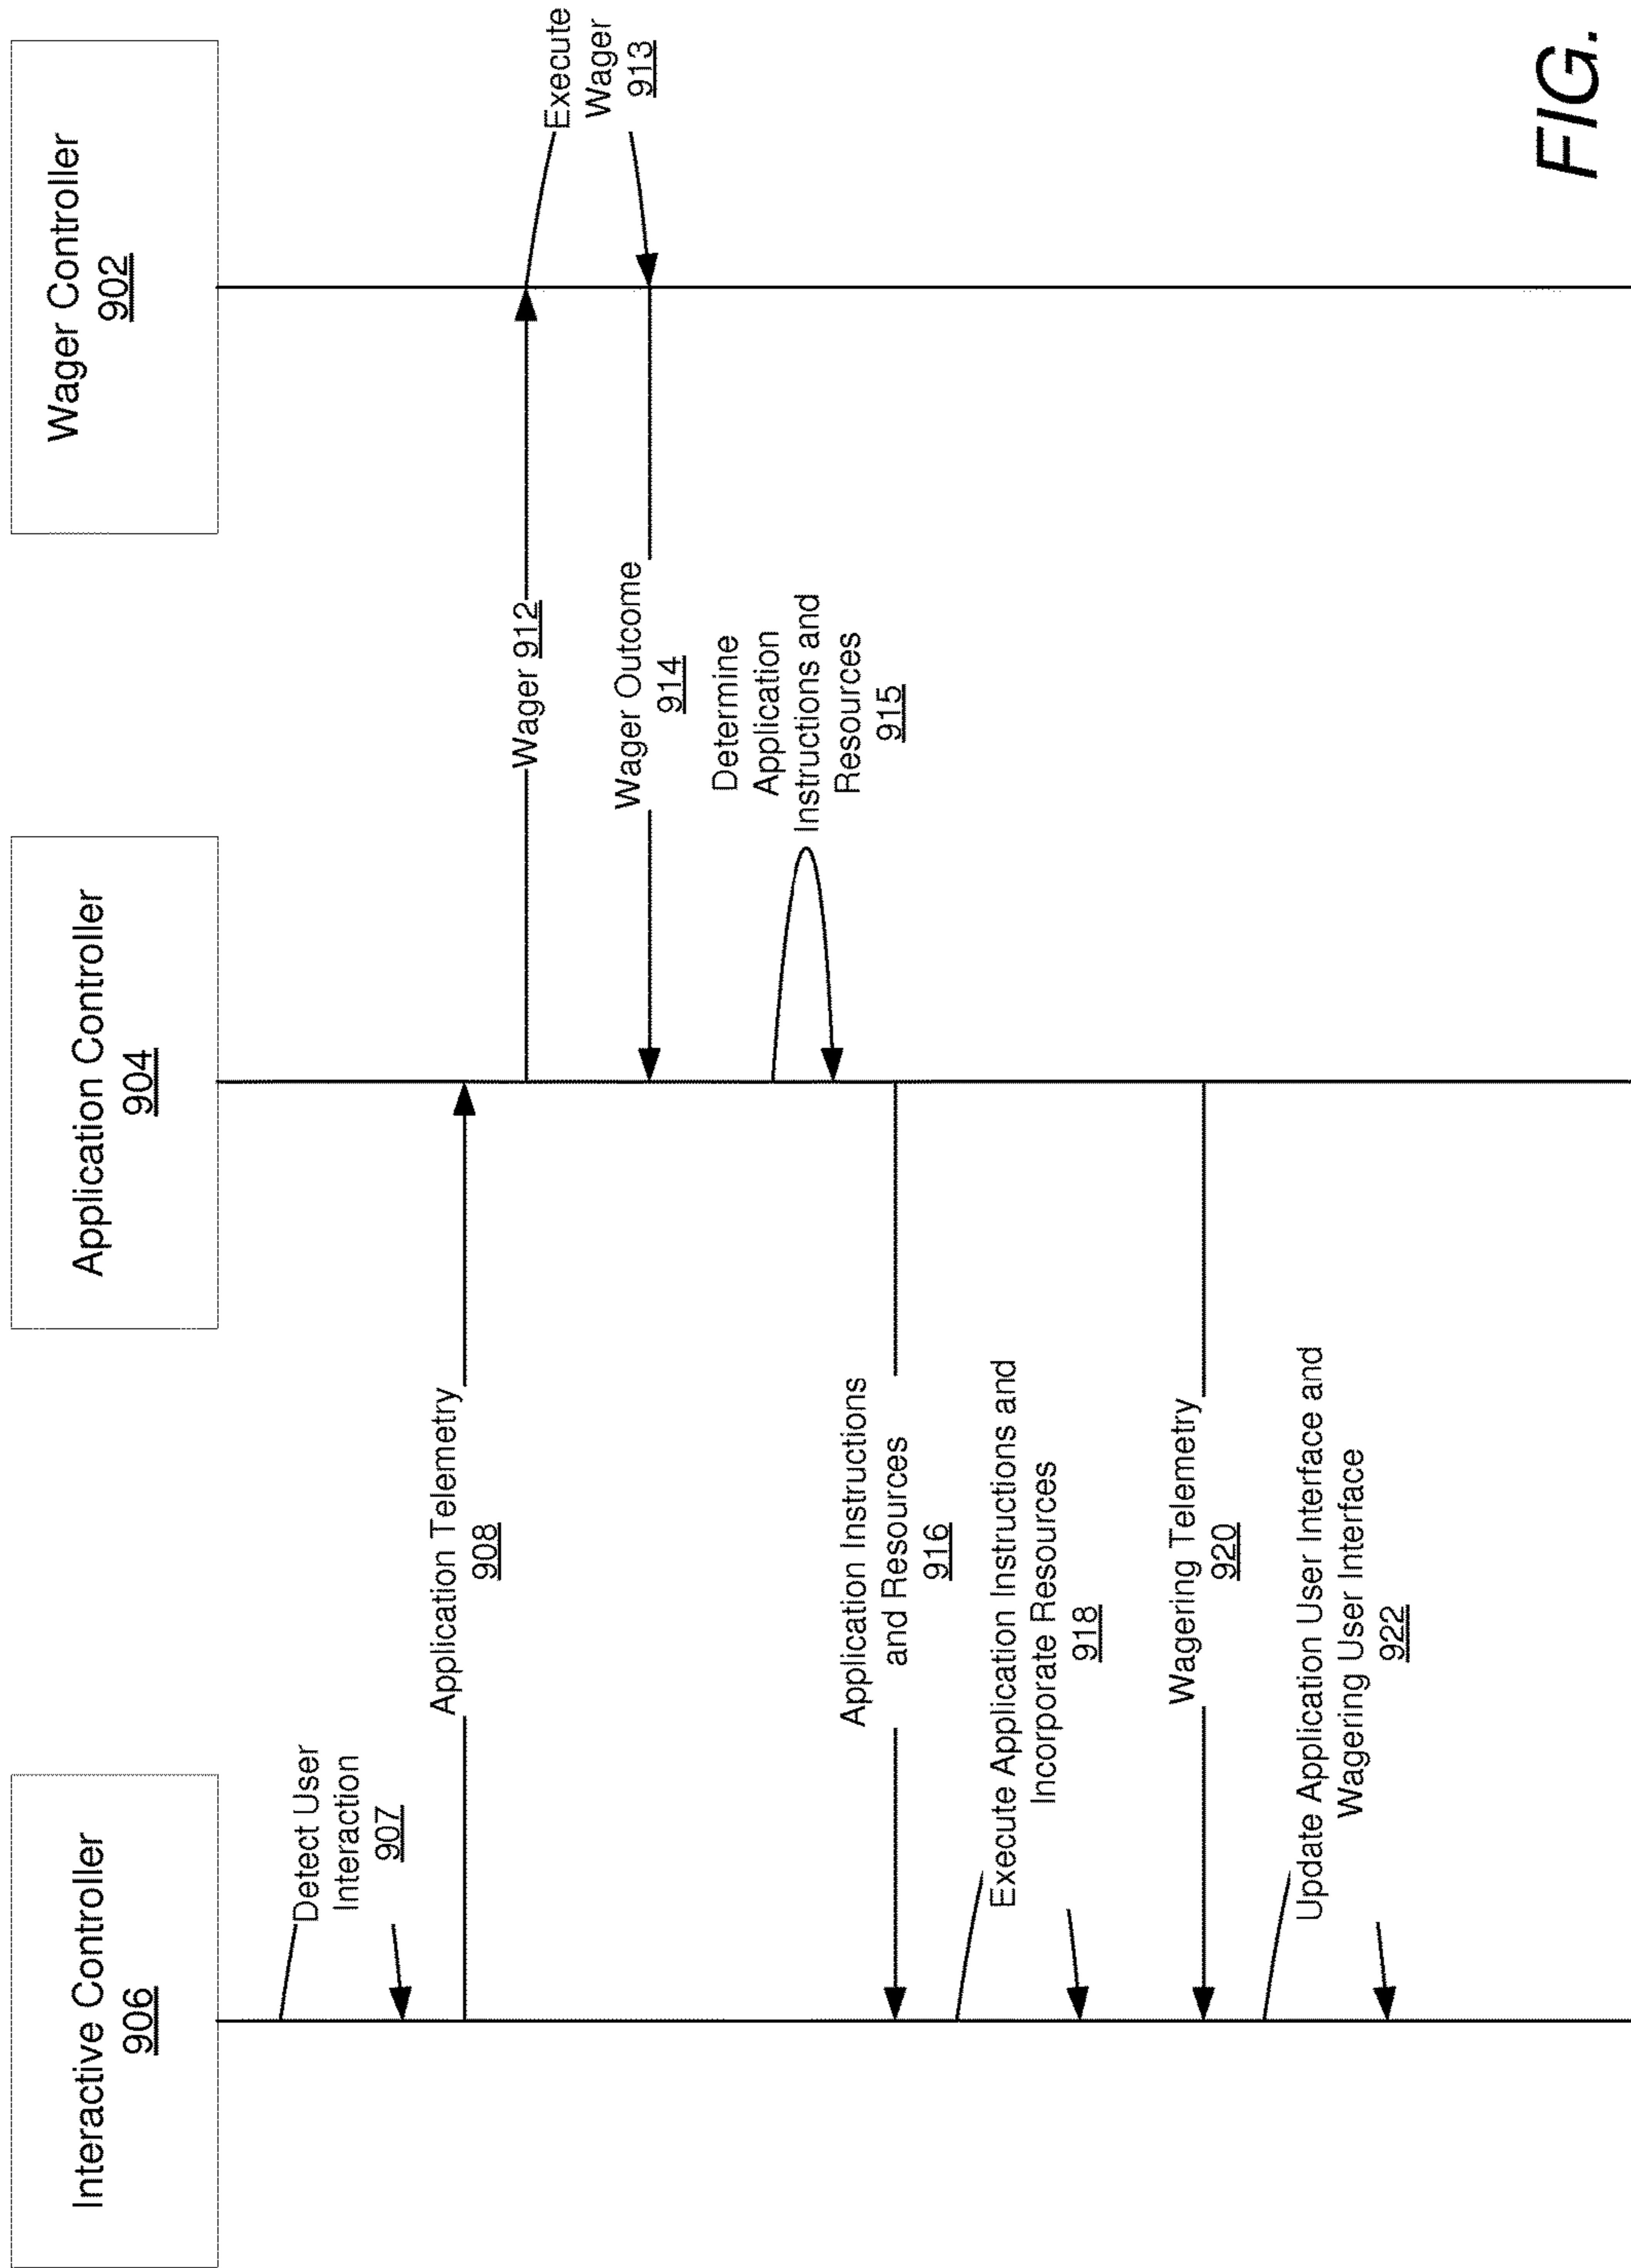 Interactive Controller
906
Application Controller
904
Wager Controller
902
Detect User
Interaction
907
Application Telemetry
908
Wager 912
Execute
Wager
913
Wager Outcome
914
Determine
Application
Instructions and
Resources
915
Application Instructions
and Resources
916
Execute Application Instructions and
Incorporate Resources
918
Wagering Telemetry
920
Update Application User Interface and
Wagering User Interface
922
FIG.